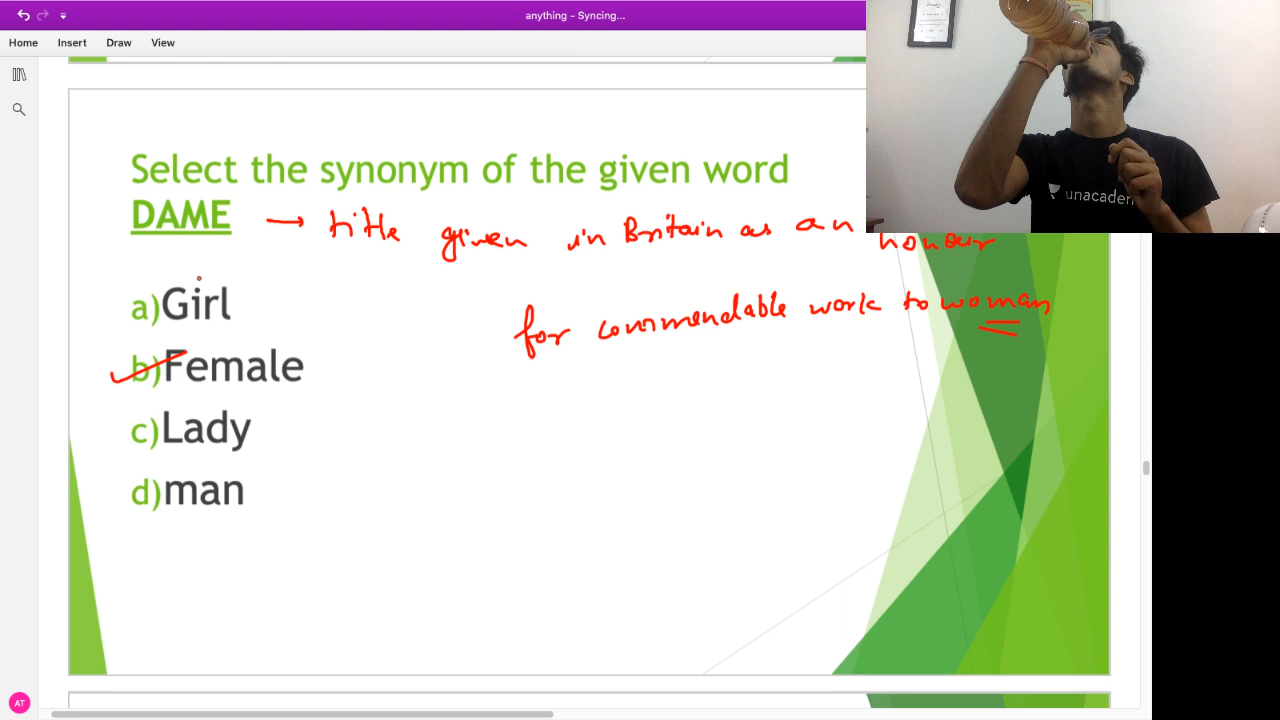 anything - Syncing...
Home Insert Draw View
Select the synonym of the given word
DAME → title given in Britain as an honour
for commendable work to woman
a)Girl
b)Female
c)Lady
d)man
unacadem
AT